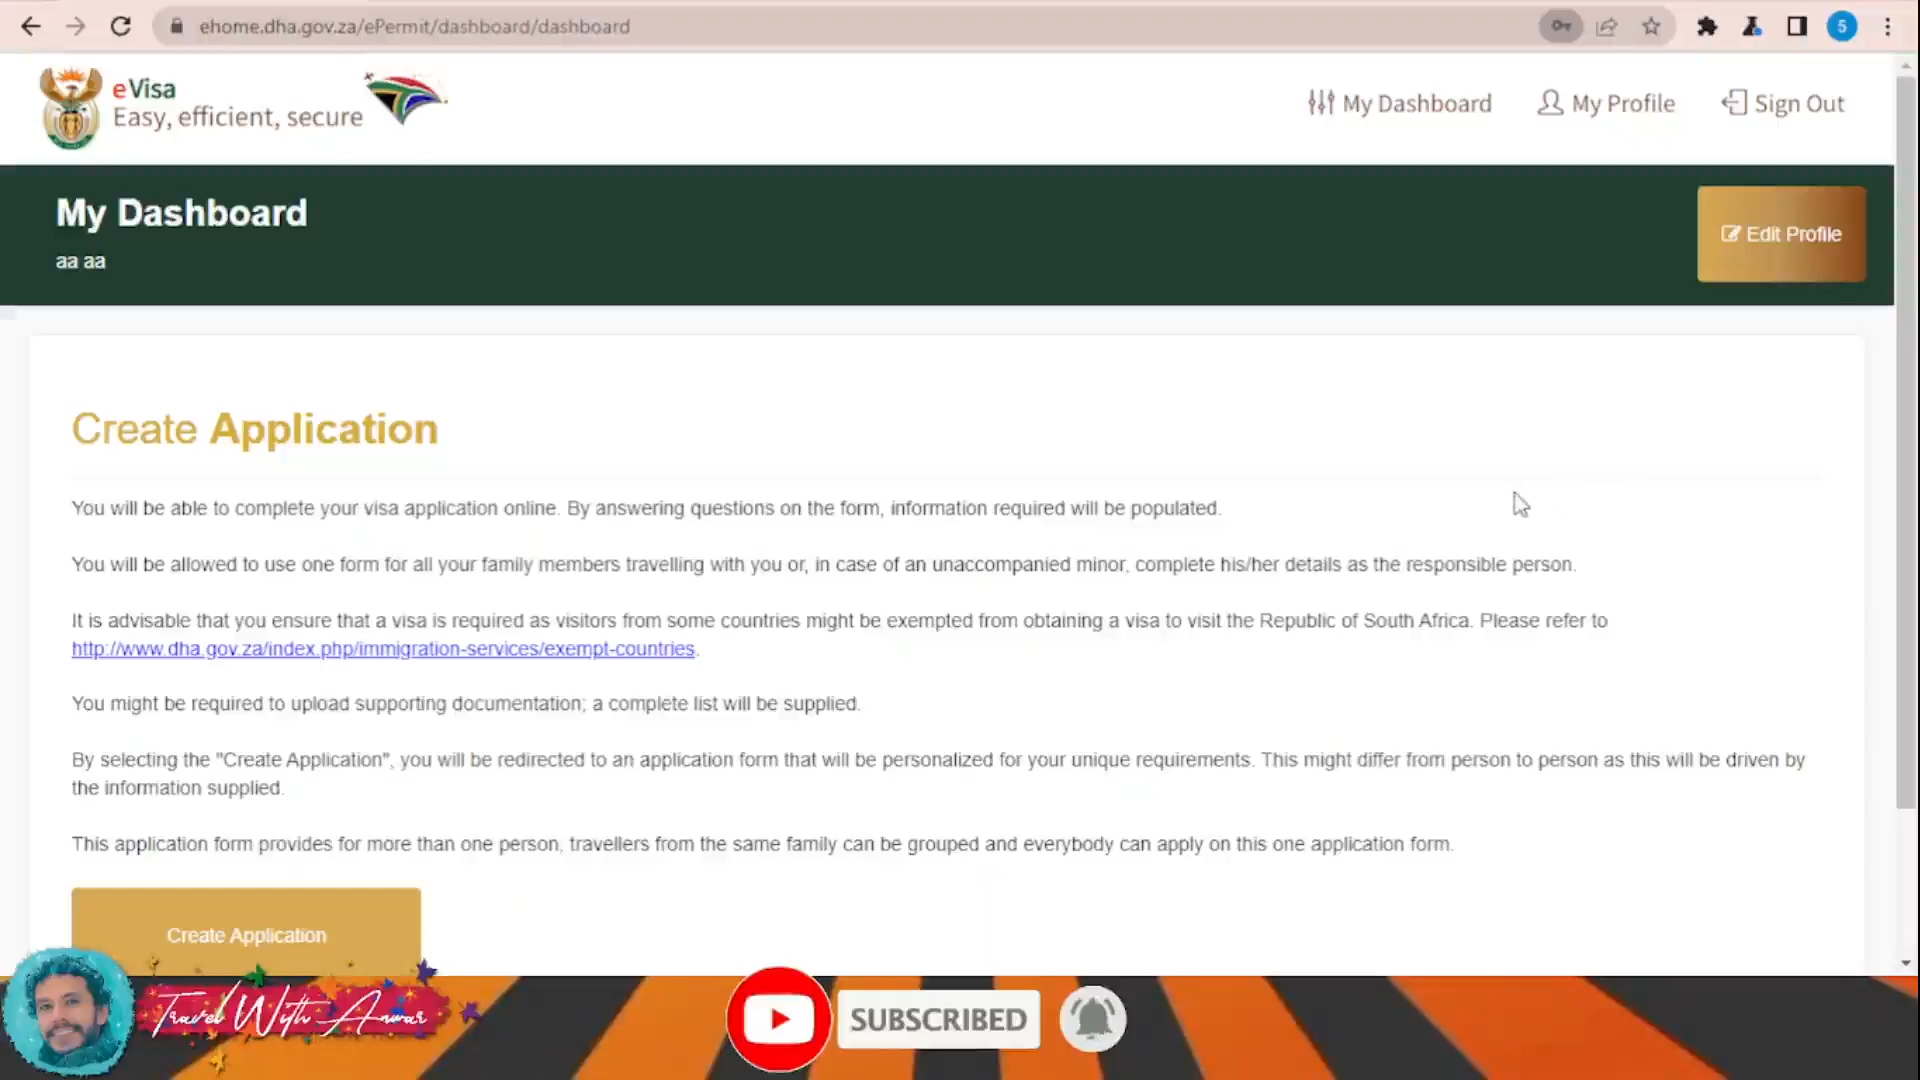 ehome.dha.gov.za/ePermit/dashboard/dashboard
5
eVisa
Easy, efficient, secure
My Dashboard
My Profile
Sign Out
My Dashboard
aa aa
Edit Profile
Create Application
You will be able to complete your visa application online. By answering questions on the form, information required will be populated.
You will be allowed to use one form for all your family members travelling with you or, in case of an unaccompanied minor, complete his/her details as the responsible person.
It is advisable that you ensure that a visa is required as visitors from some countries might be exempted from obtaining a visa to visit the Republic of South Africa. Please refer to
http://www.dha.gov.za/index.php/immigration-services/exempt-countries.
You might be required to upload supporting documentation; a complete list will be supplied.
By selecting the "Create Application", you will be redirected to an application form that will be personalized for your unique requirements. This might differ from person to person as this will be driven by
the information supplied.
This application form provides for more than one person, travellers from the same family can be grouped and everybody can apply on this one application form.
Create Application
Travel With Anwar
SUBSCRIBED